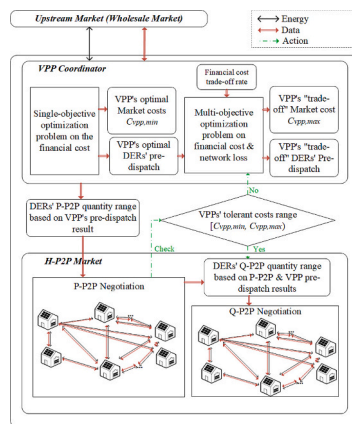 Upstream Market (Wholesale Market)
Energy
Data
Action
VPP Coordinator
Financial cost
trade-off rate
Single-objective
optimization
problem on the
financial cost
VPP's optimal
Market costs
Cvpp,min
VPP's optimal
DERs' Pre-
dispatch
Multi-objective
optimization
problem on
financial cost &
network loss
VPP's "trade-
off" Market cost
Cvpp,max
VPP's "trade-
off" DERs' Pre-
dispatch
No
DERs' P-P2P
quantity range
based on VPP's
pre-dispatch
result
VPPs' tolerant costs range
[Cvpp,min, Cvpp,max)
Check
Yes
H-P2P Market
DERs' Q-P2P quantity range
based on P-P2P & VPP pre-
dispatch results
P-P2P Negotiation
Q-P2P Negotiation